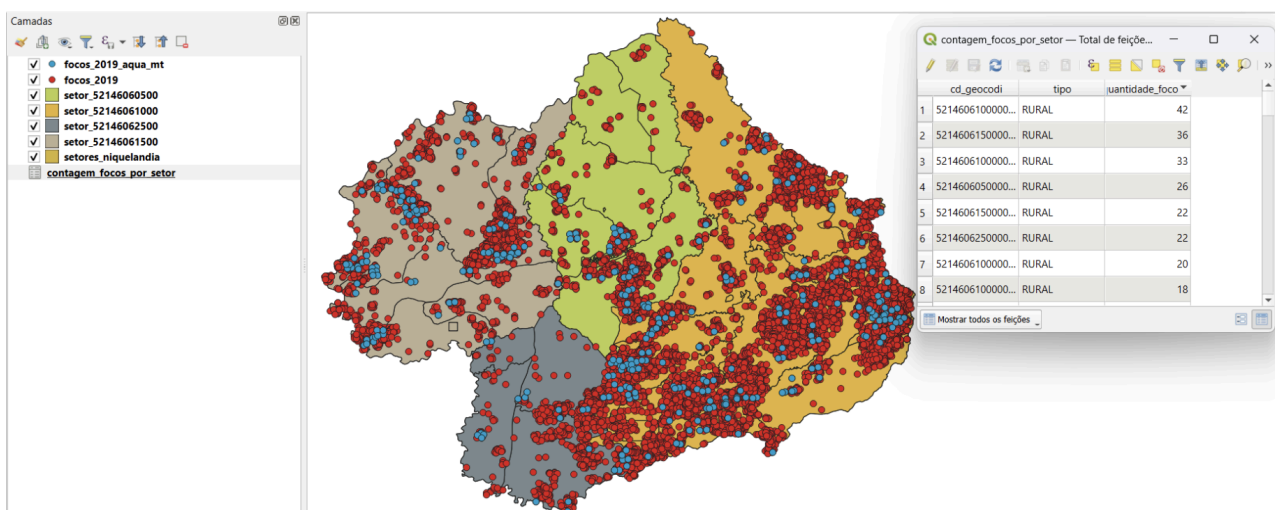 Camadas
focos_2019_aqua_mt
focos_2019
setor_52146060500
setor_52146061000
setor_52146062500
setor_52146061500
setores_niquelandia
contagem_focos_por_setor
contagem_focos_por_setor — Total de feiçõe...
cd_geocodi tipo uantidade_foco
1 5214606100000... RURAL 42
2 5214606150000... RURAL 36
3 5214606100000... RURAL 33
4 5214606050000... RURAL 26
5 5214606150000... RURAL 22
6 5214606250000... RURAL 22
7 5214606100000... RURAL 20
8 5214606100000... RURAL 18
Mostrar todos os feições